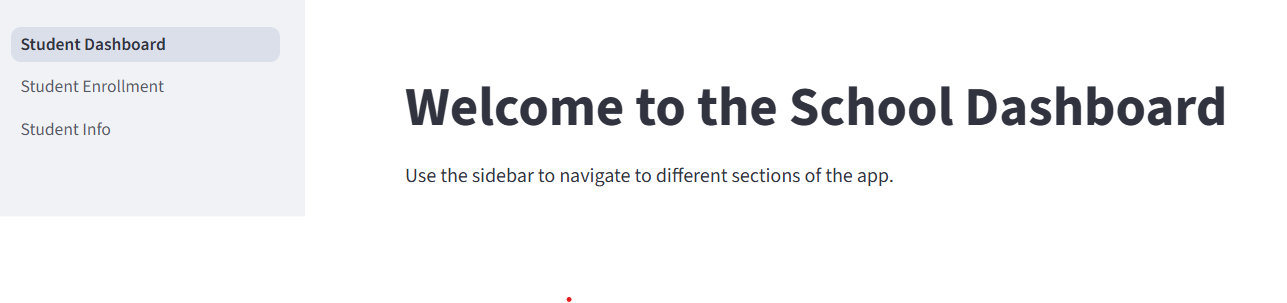 Student Dashboard
Student Enrollment
Student Info
Welcome to the School Dashboard
Use the sidebar to navigate to different sections of the app.